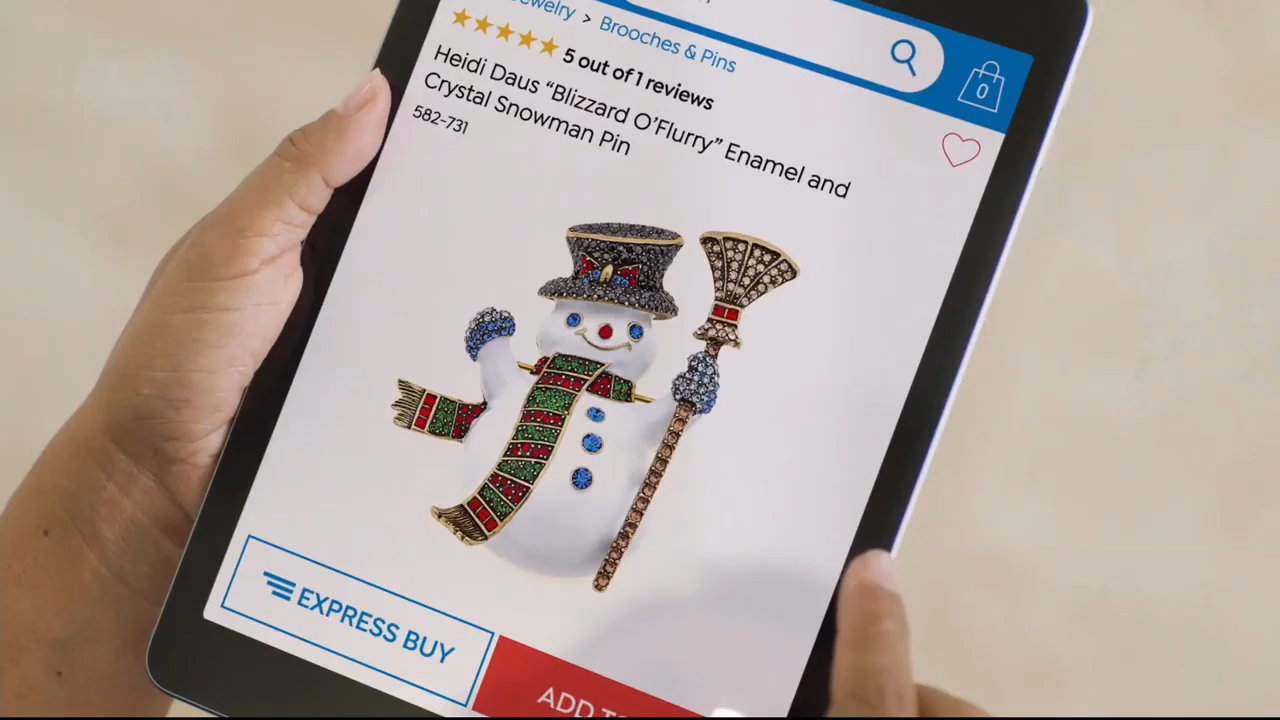 Jewelry > Brooches & Pins
5 out of 1 reviews
Heidi Daus “Blizzard O’Flurry” Enamel and
Crystal Snowman Pin
582-731
0
EXPRESS BUY
ADD